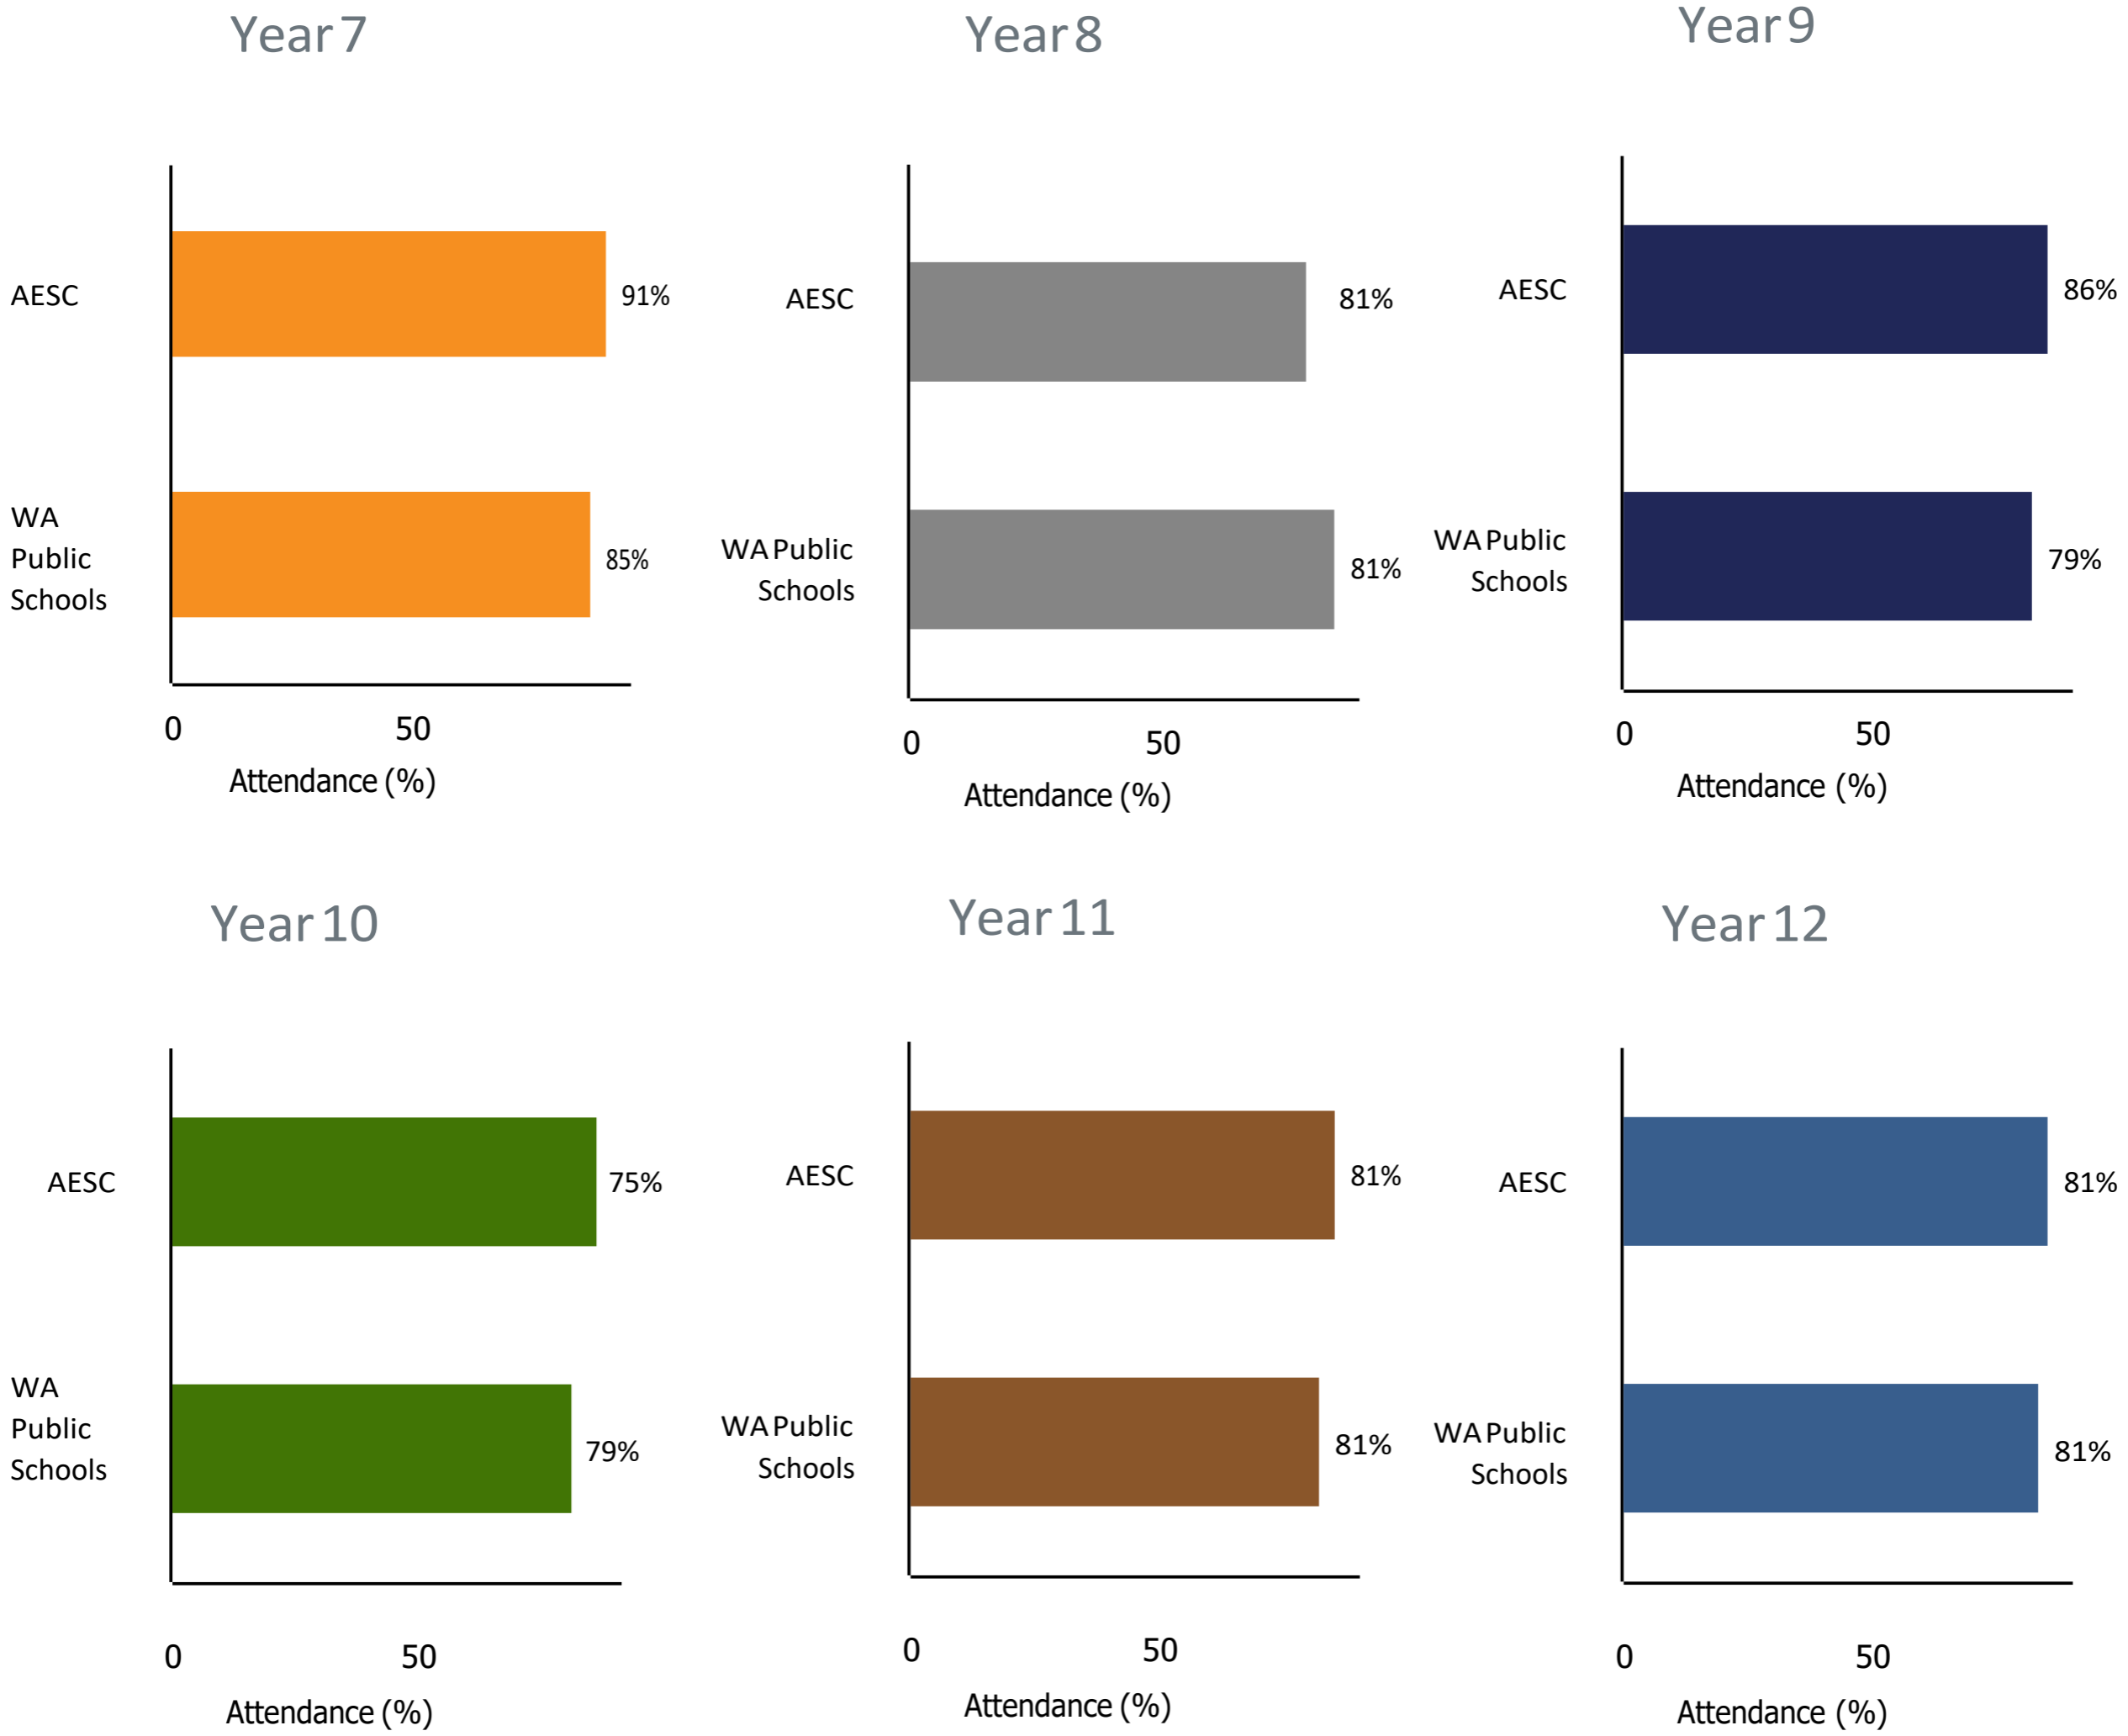 Year 7
AESC
91%
WA
Public
Schools
85%
0 50
Attendance (%)
Year 8
AESC
81%
WA Public
Schools
81%
0 50
Attendance (%)
Year 9
AESC
86%
WA Public
Schools
79%
0 50
Attendance (%)
Year 10
AESC
75%
WA
Public
Schools
79%
0 50
Attendance (%)
Year 11
AESC
81%
WA Public
Schools
81%
0 50
Attendance (%)
Year 12
AESC
81%
WA Public
Schools
81%
0 50
Attendance (%)